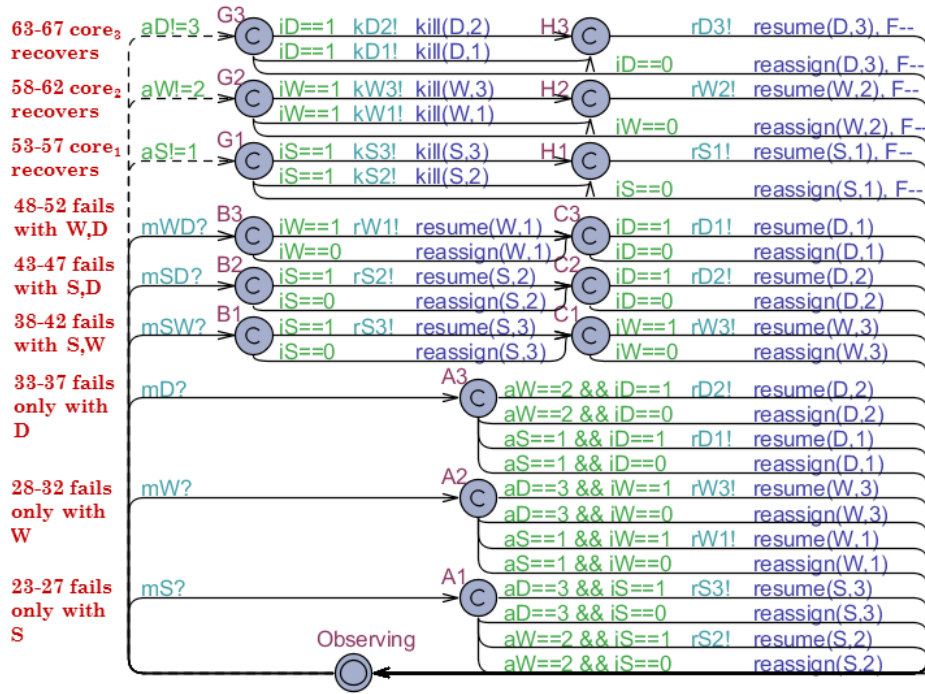 63-67 core₃ recovers
aD!=3
G3
C
iD==1 kD2! kill(D,2)
iD==1 kD1! kill(D,1)
H3
C
rD3! resume(D,3), F--
iD==0 reassign(D,3), F--
58-62 core₂ recovers
aW!=2
G2
C
iW==1 kW3! kill(W,3)
iW==1 kW1! kill(W,1)
H2
C
rW2! resume(W,2), F--
iW==0 reassign(W,2), F--
53-57 core₁ recovers
aS!=1
G1
C
iS==1 kS3! kill(S,3)
iS==1 kS2! kill(S,2)
H1
C
rS1! resume(S,1), F--
iS==0 reassign(S,1), F--
48-52 fails with W,D
mWD?
B3
C
iW==1 rW1! resume(W,1)
iW==0 reassign(W,1)
C3
C
iD==1 rD1! resume(D,1)
iD==0 reassign(D,1)
43-47 fails with S,D
mSD?
B2
C
iS==1 rS2! resume(S,2)
iS==0 reassign(S,2)
C2
C
iD==1 rD2! resume(D,2)
iD==0 reassign(D,2)
38-42 fails with S,W
mSW?
B1
C
iS==1 rS3! resume(S,3)
iS==0 reassign(S,3)
C1
C
iW==1 rW3! resume(W,3)
iW==0 reassign(W,3)
33-37 fails only with D
mD?
A3
C
aW==2 && iD==1 rD2! resume(D,2)
aW==2 && iD==0 reassign(D,2)
aS==1 && iD==1 rD1! resume(D,1)
aS==1 && iD==0 reassign(D,1)
28-32 fails only with W
mW?
A2
C
aD==3 && iW==1 rW3! resume(W,3)
aD==3 && iW==0 reassign(W,3)
aS==1 && iW==1 rW1! resume(W,1)
aS==1 && iW==0 reassign(W,1)
23-27 fails only with S
mS?
A1
C
aD==3 && iS==1 rS3! resume(S,3)
aD==3 && iS==0 reassign(S,3)
aW==2 && iS==1 rS2! resume(S,2)
aW==2 && iS==0 reassign(S,2)
Observing